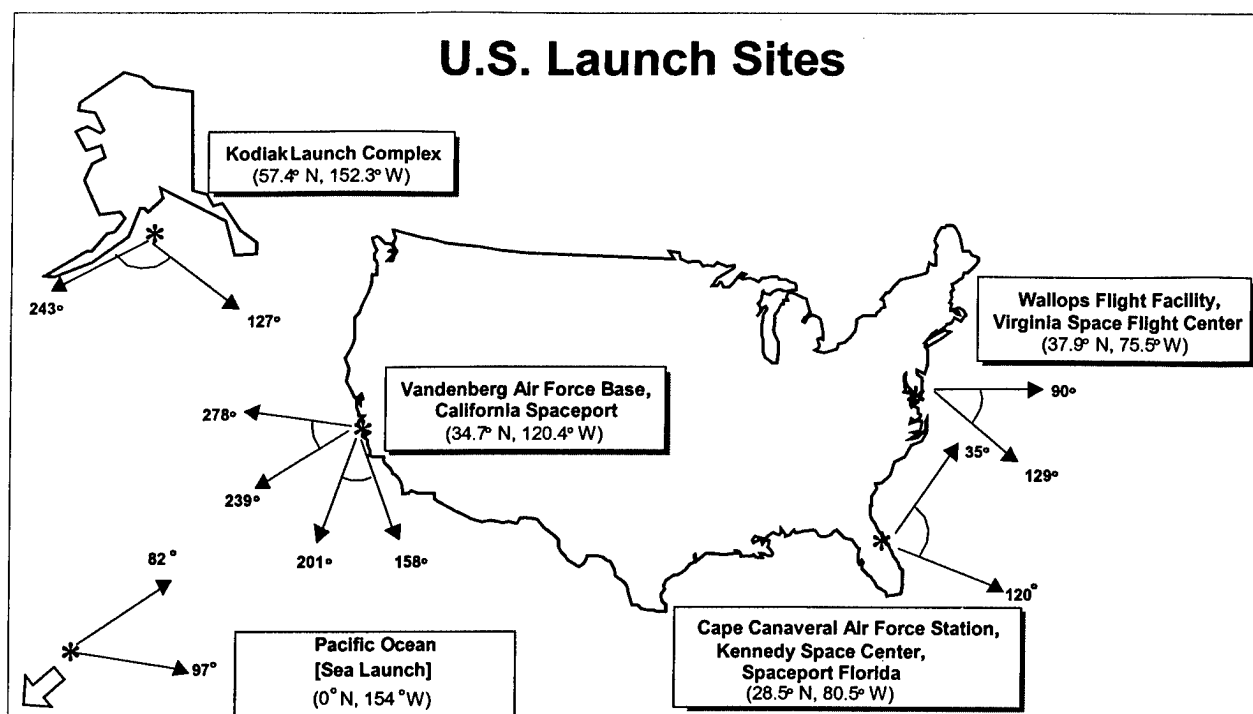 U.S. Launch Sites
Kodiak Launch Complex
(57.4° N, 152.3° W)
243°
127°
Wallops Flight Facility,
Virginia Space Flight Center
(37.9° N, 75.5° W)
90°
129°
Vandenberg Air Force Base,
California Spaceport
(34.7° N, 120.4° W)
278°
239°
201°
158°
35°
120°
82°
97°
Pacific Ocean
[Sea Launch]
(0° N, 154° W)
Cape Canaveral Air Force Station,
Kennedy Space Center,
Spaceport Florida
(28.5° N, 80.5° W)